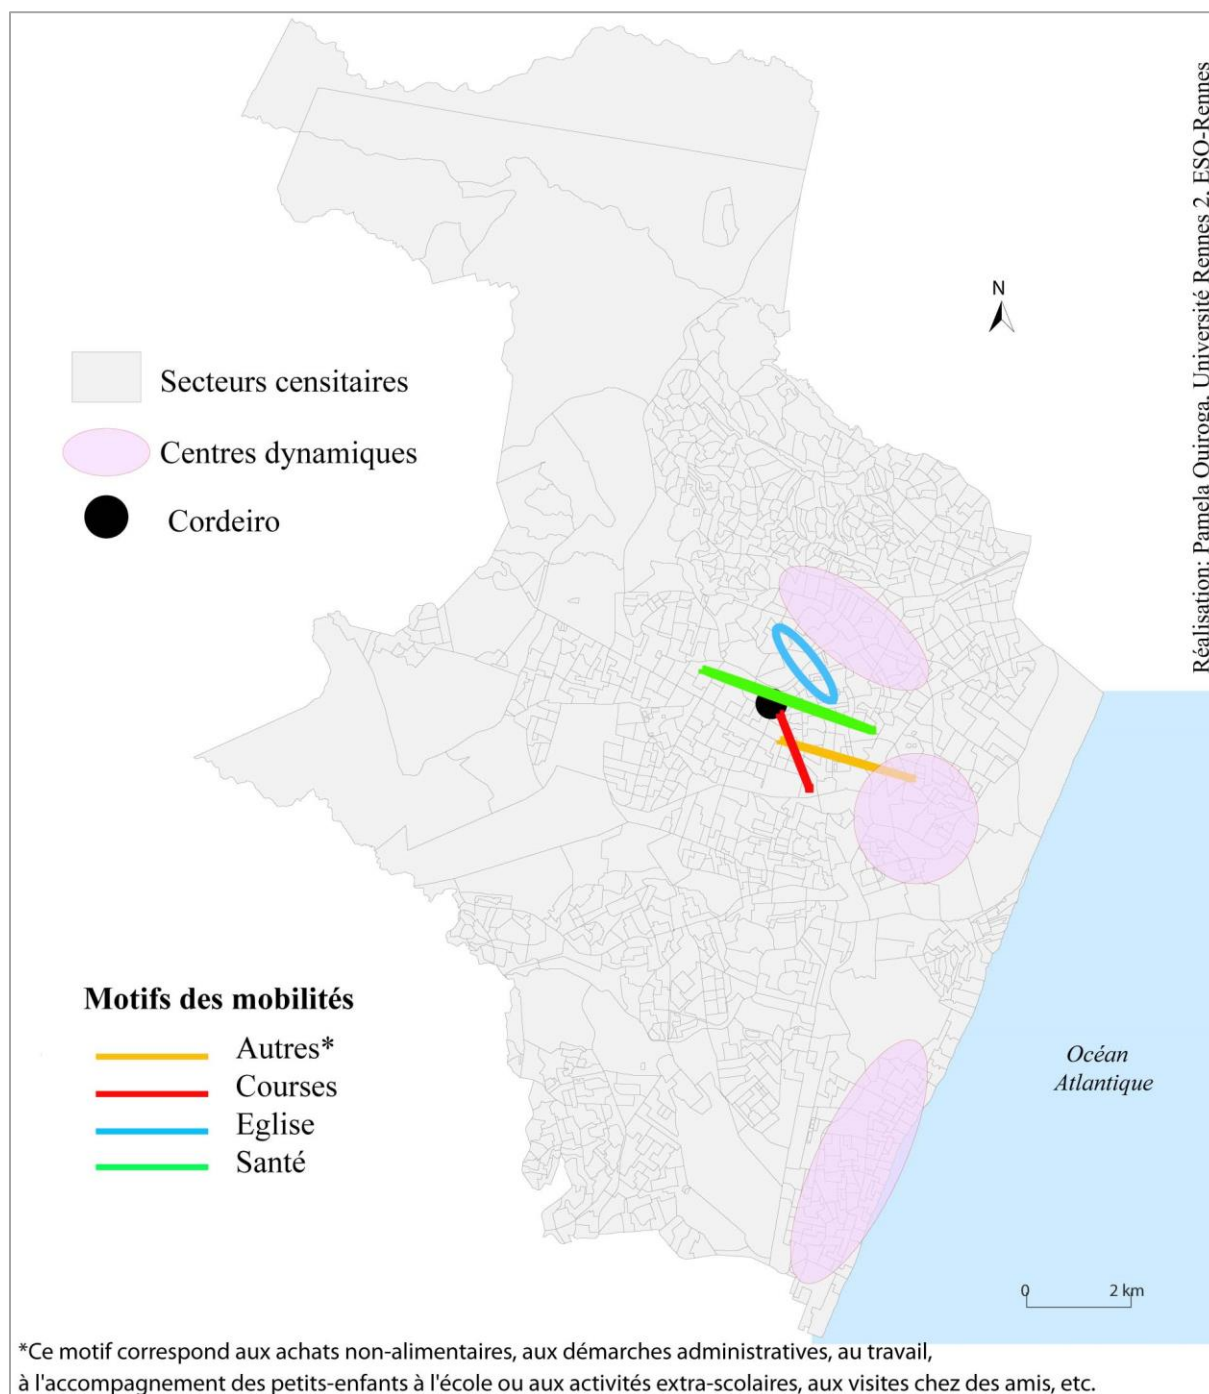 Réalisation: Pamela Quiroga, Université Rennes 2, ESO-Rennes
N
Secteurs censitaires
Centres dynamiques
Cordeiro
Motifs des mobilités
Autres*
Courses
Eglise
Santé
Océan
Atlantique
0 2 km
*Ce motif correspond aux achats non-alimentaires, aux démarches administratives, au travail,
à l'accompagnement des petits-enfants à l'école ou aux activités extra-scolaires, aux visites chez des amis, etc.